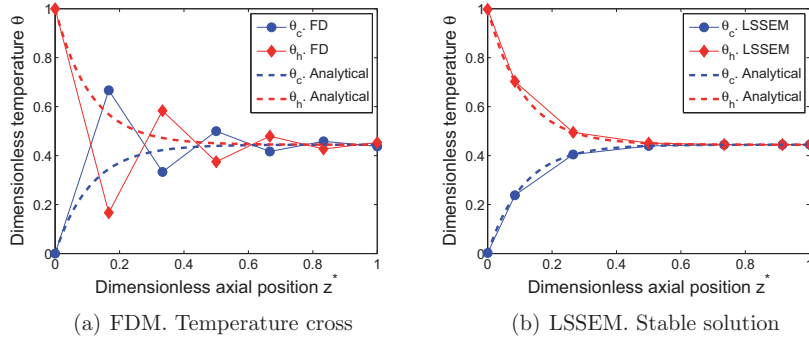 1
0.8
0.6
0.4
0.2
0
0 0.2 0.4 0.6 0.8 1
Dimensionless temperature θ
Dimensionless axial position z*
θc. FD
θh. FD
θc. Analytical
θh. Analytical
(a) FDM. Temperature cross
1
0.8
0.6
0.4
0.2
0
0 0.2 0.4 0.6 0.8 1
Dimensionless temperature θ
Dimensionless axial position z*
θc. LSSEM
θh. LSSEM
θc. Analytical
θh. Analytical
(b) LSSEM. Stable solution